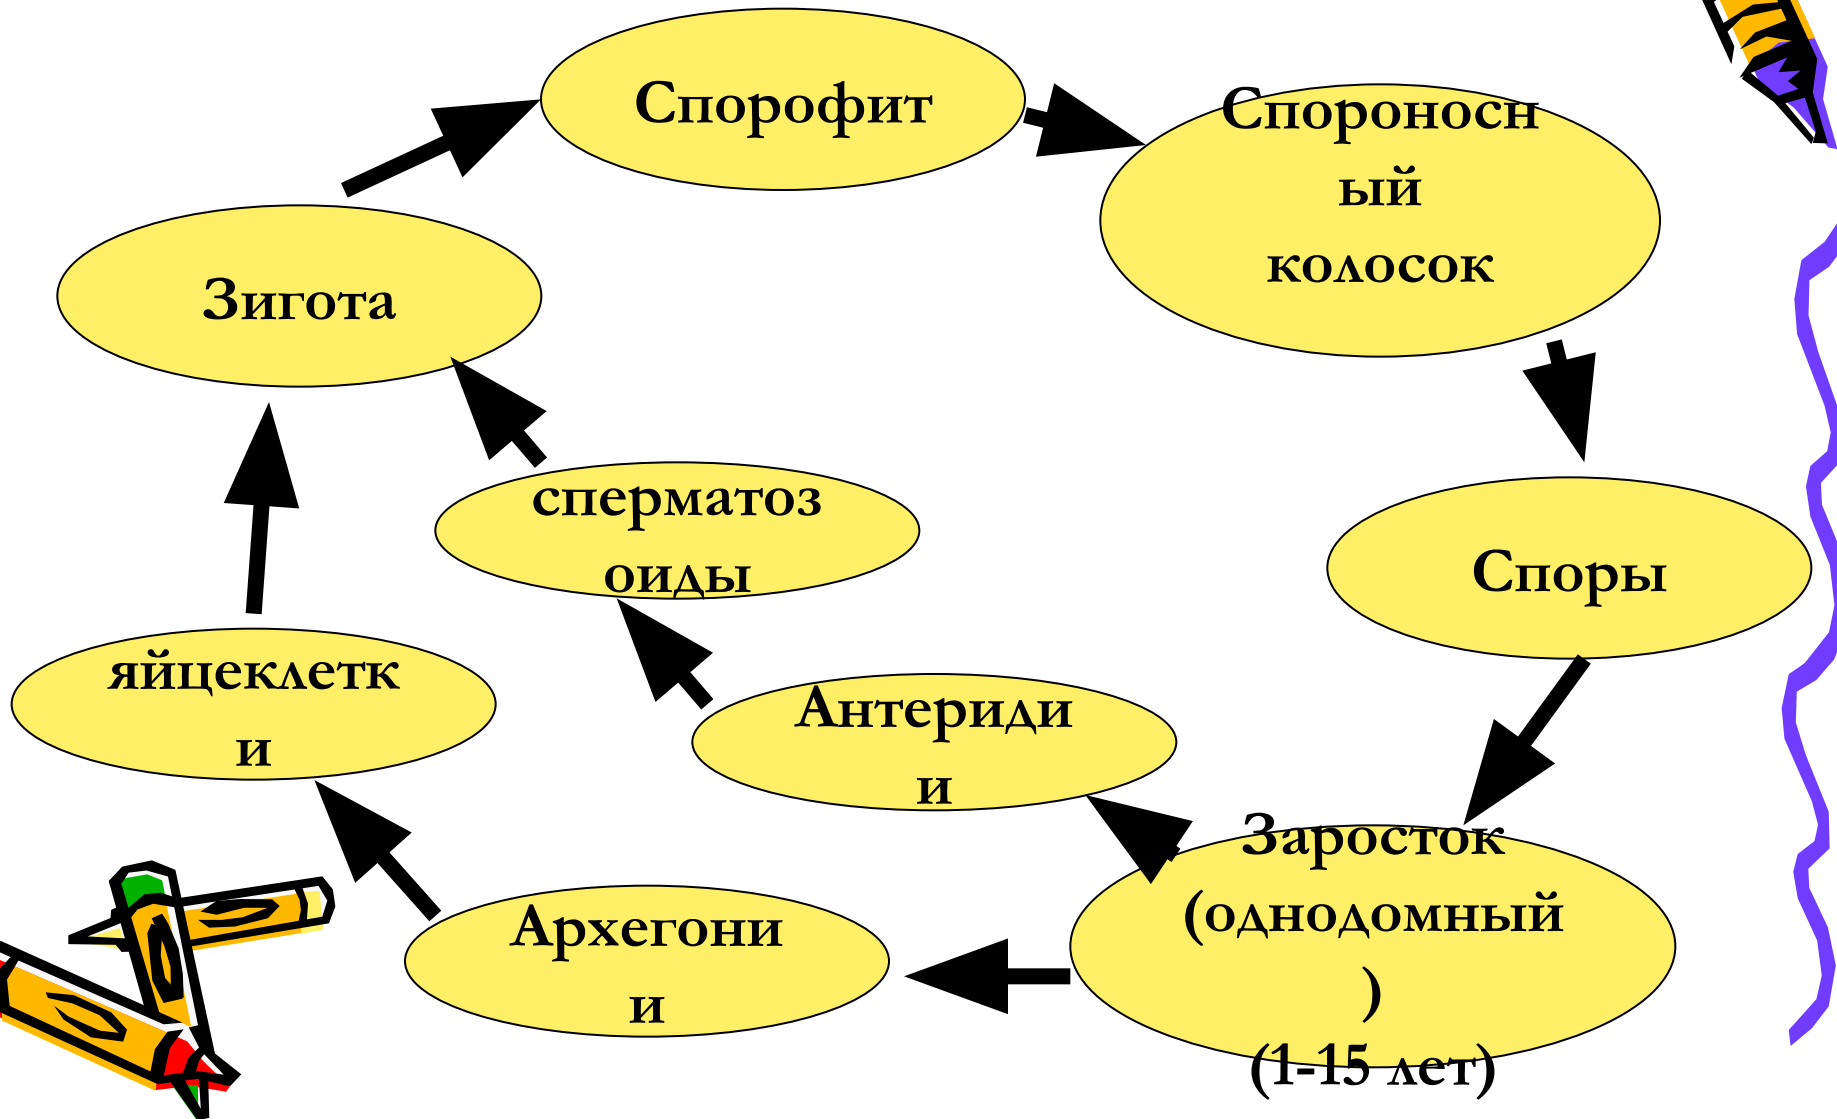 Спорофит
Спороносн
ый
колосок
Зигота
сперматоз
оиды
Споры
яйцеклетк
и
Антериди
и
Заросток
(однодомный
)
(1-15 лет)
Архегони
и